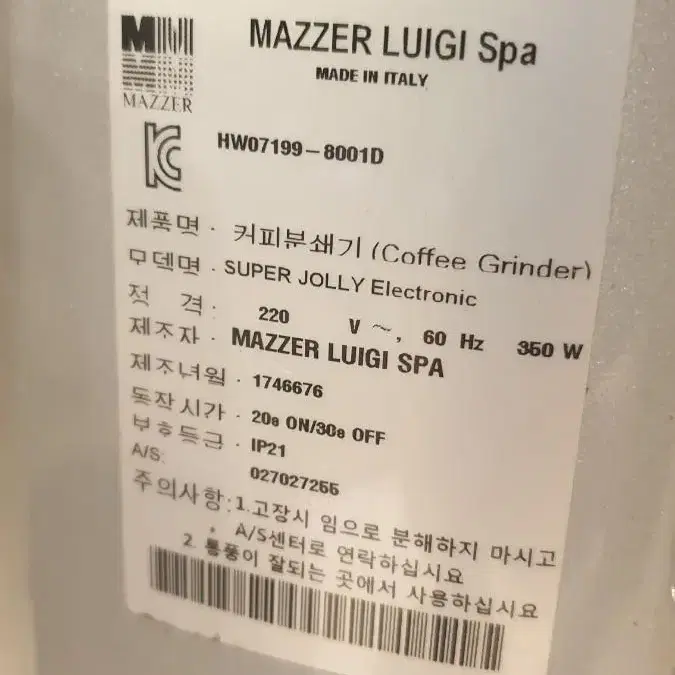 MAZZER LUIGI Spa
MADE IN ITALY
MAZZER
HW07199-8001D
제품명 · 커피분쇄기 (Coffee Grinder)
모델명 · SUPER JOLLY Electronic
정 격 : 220 V ~, 60 Hz 350 W
제조자 · MAZZER LUIGI SPA
제조년월 · 1746676
동작시간 · 20s ON/30s OFF
보호등급 · IP21
A/S: 027027255
주의사항:1.고장시 임으로 분해하지 마시고
A/S센터로 연락하십시요
2. 통풍이 잘되는 곳에서 사용하십시요